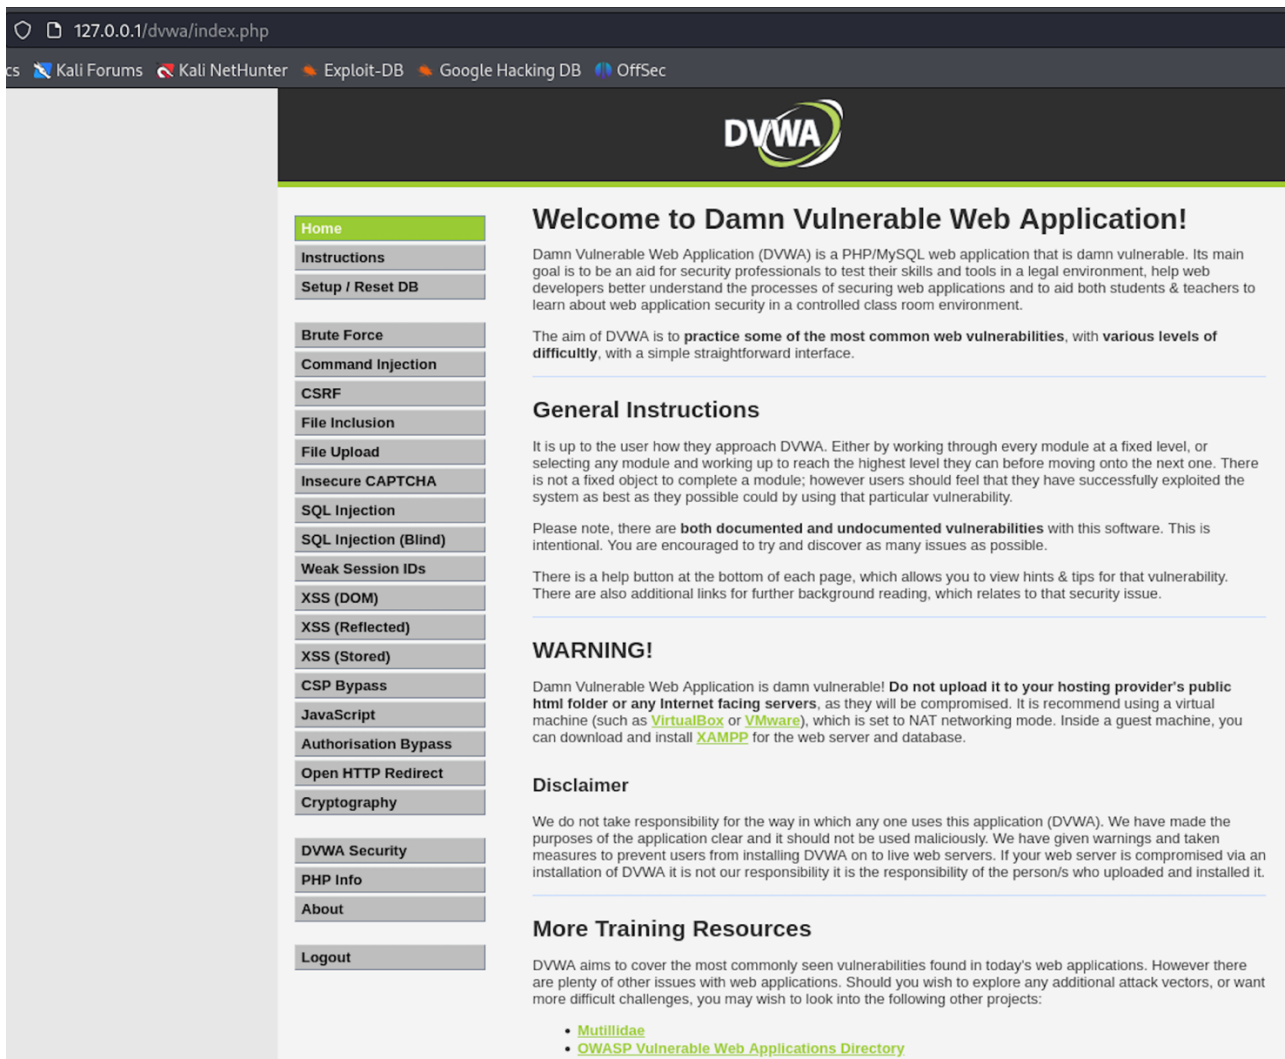 127.0.0.1/dvwa/index.php
cs Kali Forums Kali NetHunter Exploit-DB Google Hacking DB OffSec
DVWA
Home
Instructions
Setup / Reset DB
Brute Force
Command Injection
CSRF
File Inclusion
File Upload
Insecure CAPTCHA
SQL Injection
SQL Injection (Blind)
Weak Session IDs
XSS (DOM)
XSS (Reflected)
XSS (Stored)
CSP Bypass
JavaScript
Authorisation Bypass
Open HTTP Redirect
Cryptography
DVWA Security
PHP Info
About
Logout
Welcome to Damn Vulnerable Web Application!
Damn Vulnerable Web Application (DVWA) is a PHP/MySQL web application that is damn vulnerable. Its main
goal is to be an aid for security professionals to test their skills and tools in a legal environment, help web
developers better understand the processes of securing web applications and to aid both students & teachers to
learn about web application security in a controlled class room environment.
The aim of DVWA is to practice some of the most common web vulnerabilities, with various levels of
difficultly, with a simple straightforward interface.
General Instructions
It is up to the user how they approach DVWA. Either by working through every module at a fixed level, or
selecting any module and working up to reach the highest level they can before moving onto the next one. There
is not a fixed object to complete a module; however users should feel that they have successfully exploited the
system as best as they possible could by using that particular vulnerability.
Please note, there are both documented and undocumented vulnerabilities with this software. This is
intentional. You are encouraged to try and discover as many issues as possible.
There is a help button at the bottom of each page, which allows you to view hints & tips for that vulnerability.
There are also additional links for further background reading, which relates to that security issue.
WARNING!
Damn Vulnerable Web Application is damn vulnerable! Do not upload it to your hosting provider's public
html folder or any Internet facing servers, as they will be compromised. It is recommend using a virtual
machine (such as VirtualBox or VMware), which is set to NAT networking mode. Inside a guest machine, you
can download and install XAMPP for the web server and database.
Disclaimer
We do not take responsibility for the way in which any one uses this application (DVWA). We have made the
purposes of the application clear and it should not be used maliciously. We have given warnings and taken
measures to prevent users from installing DVWA on to live web servers. If your web server is compromised via an
installation of DVWA it is not our responsibility it is the responsibility of the person/s who uploaded and installed it.
More Training Resources
DVWA aims to cover the most commonly seen vulnerabilities found in today's web applications. However there
are plenty of other issues with web applications. Should you wish to explore any additional attack vectors, or want
more difficult challenges, you may wish to look into the following other projects:
• Mutillidae
• OWASP Vulnerable Web Applications Directory